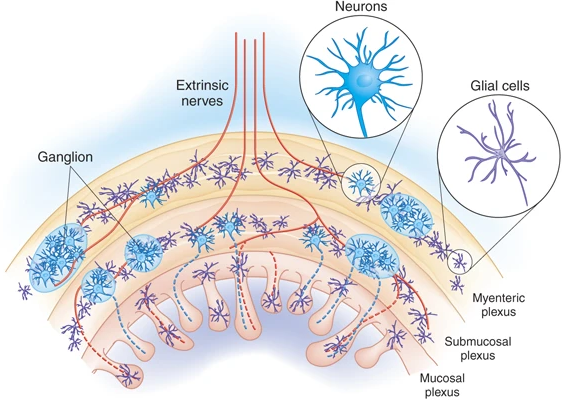 Neurons
Extrinsic
nerves
Glial cells
Ganglion
Myenteric
plexus
Submucosal
plexus
Mucosal
plexus